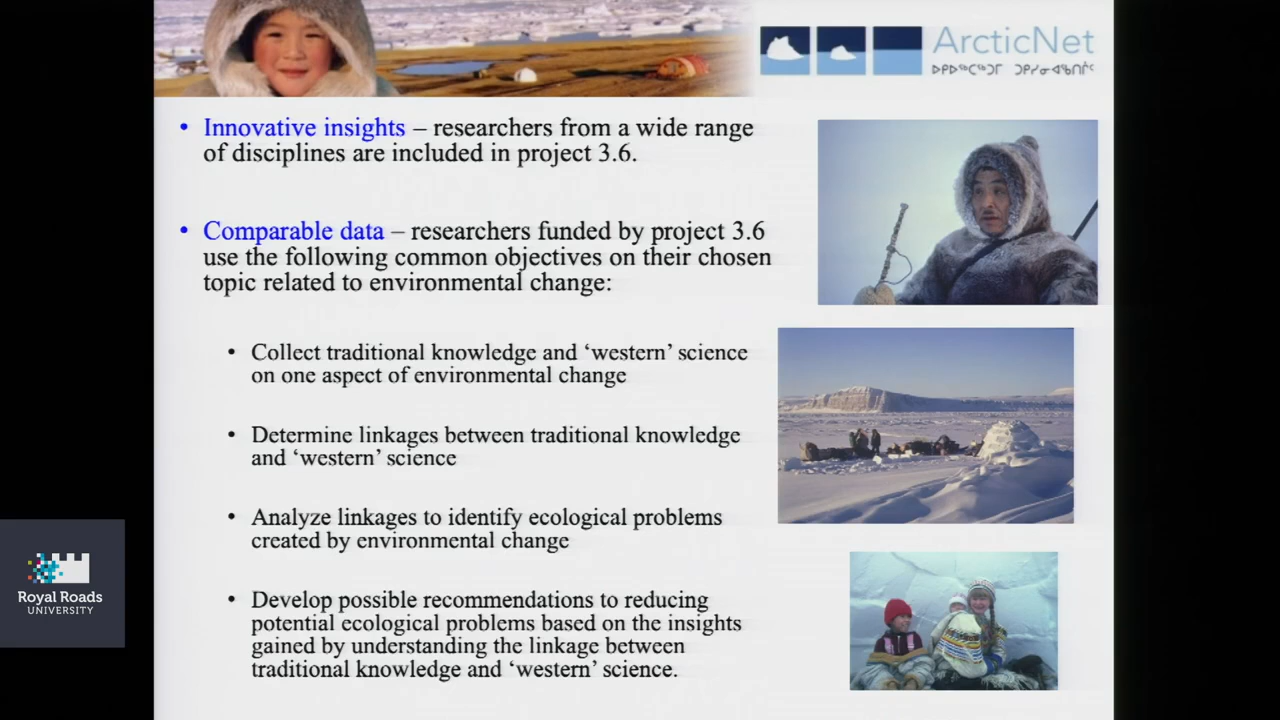 ArcticNet
• Innovative insights – researchers from a wide range
of disciplines are included in project 3.6.
• Comparable data – researchers funded by project 3.6
use the following common objectives on their chosen
topic related to environmental change:
• Collect traditional knowledge and ‘western’ science
on one aspect of environmental change
• Determine linkages between traditional knowledge
and ‘western’ science
• Analyze linkages to identify ecological problems
created by environmental change
• Develop possible recommendations to reducing
potential ecological problems based on the insights
gained by understanding the linkage between
traditional knowledge and ‘western’ science.
Royal Roads
UNIVERSITY